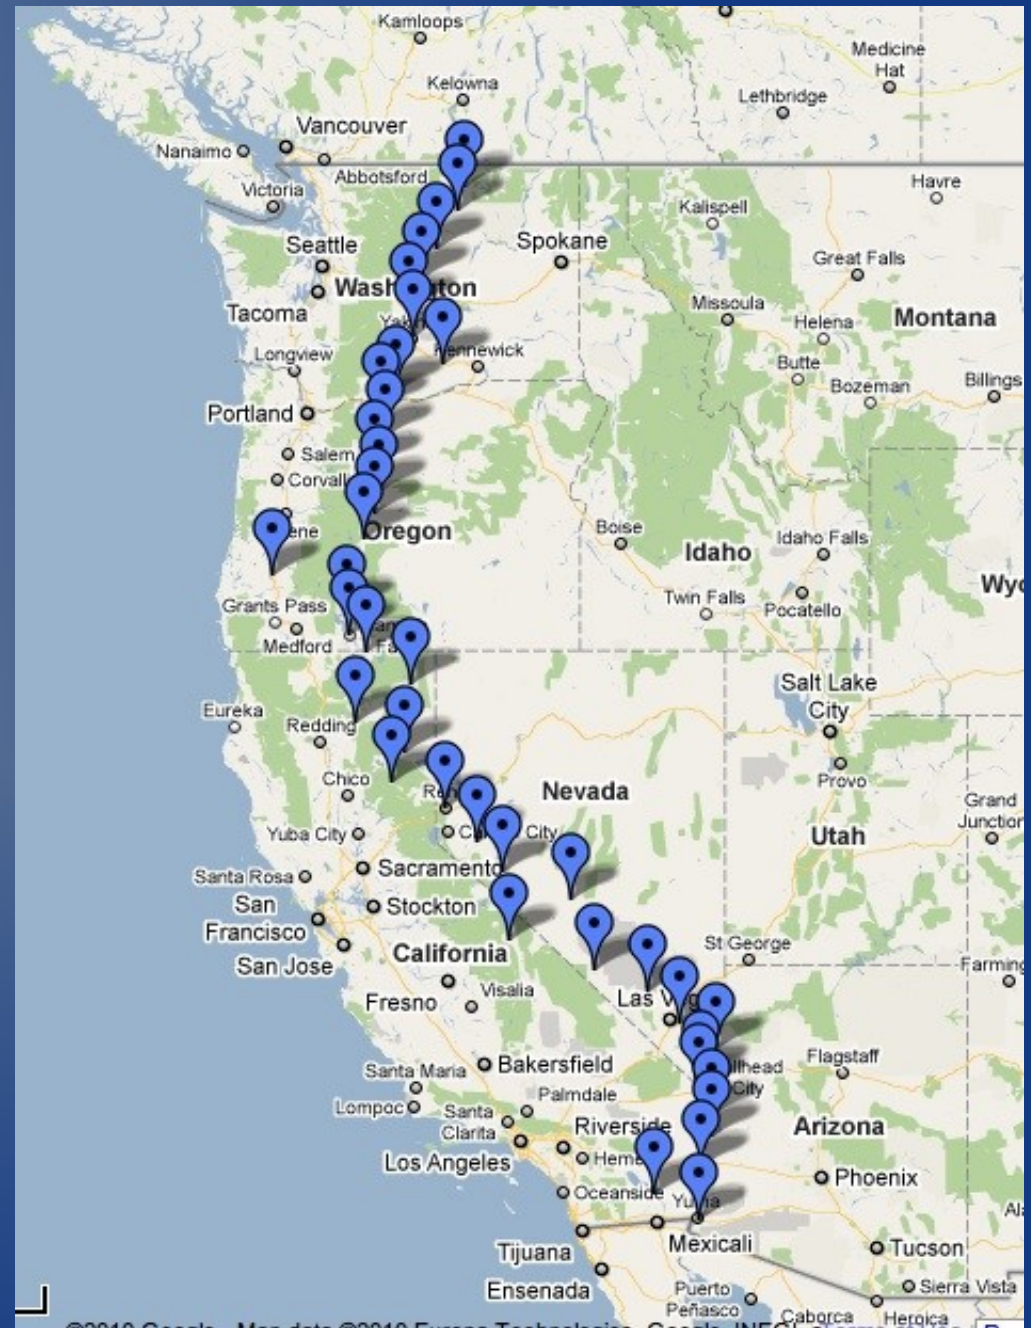 Kamloops
Medicine
Hat
Kelowna
Lethbridge
Vancouver
Nanaimo
Abbotsford
Victoria
Havre
Kalispell
Seattle
Spokane
Great Falls
Tacoma
Missoula
Helena
Montana
Longview
Butte
Bozeman
Billings
Portland
Salem
Oregon
Boise
Idaho
Idaho Falls
Twin Falls
Pocatello
Grants Pass
Medford
Salt Lake
City
Eureka
Redding
Provo
Chico
Nevada
Grand
Junction
Yuba City
City
Utah
Santa Rosa
Sacramento
San
Francisco
Stockton
San Jose
California
St George
Fresno
Visalia
Las
Bakersfield
Flagstaff
Santa Maria
City
Lompoc
Palmdale
Santa
Clarita
Riverside
Arizona
Los Angeles
Phoenix
Oceanside
Tijuana
Mexicali
Tucson
Ensenada
Puerto
Peñasco
Sierra Vista
Caborca
Heroica